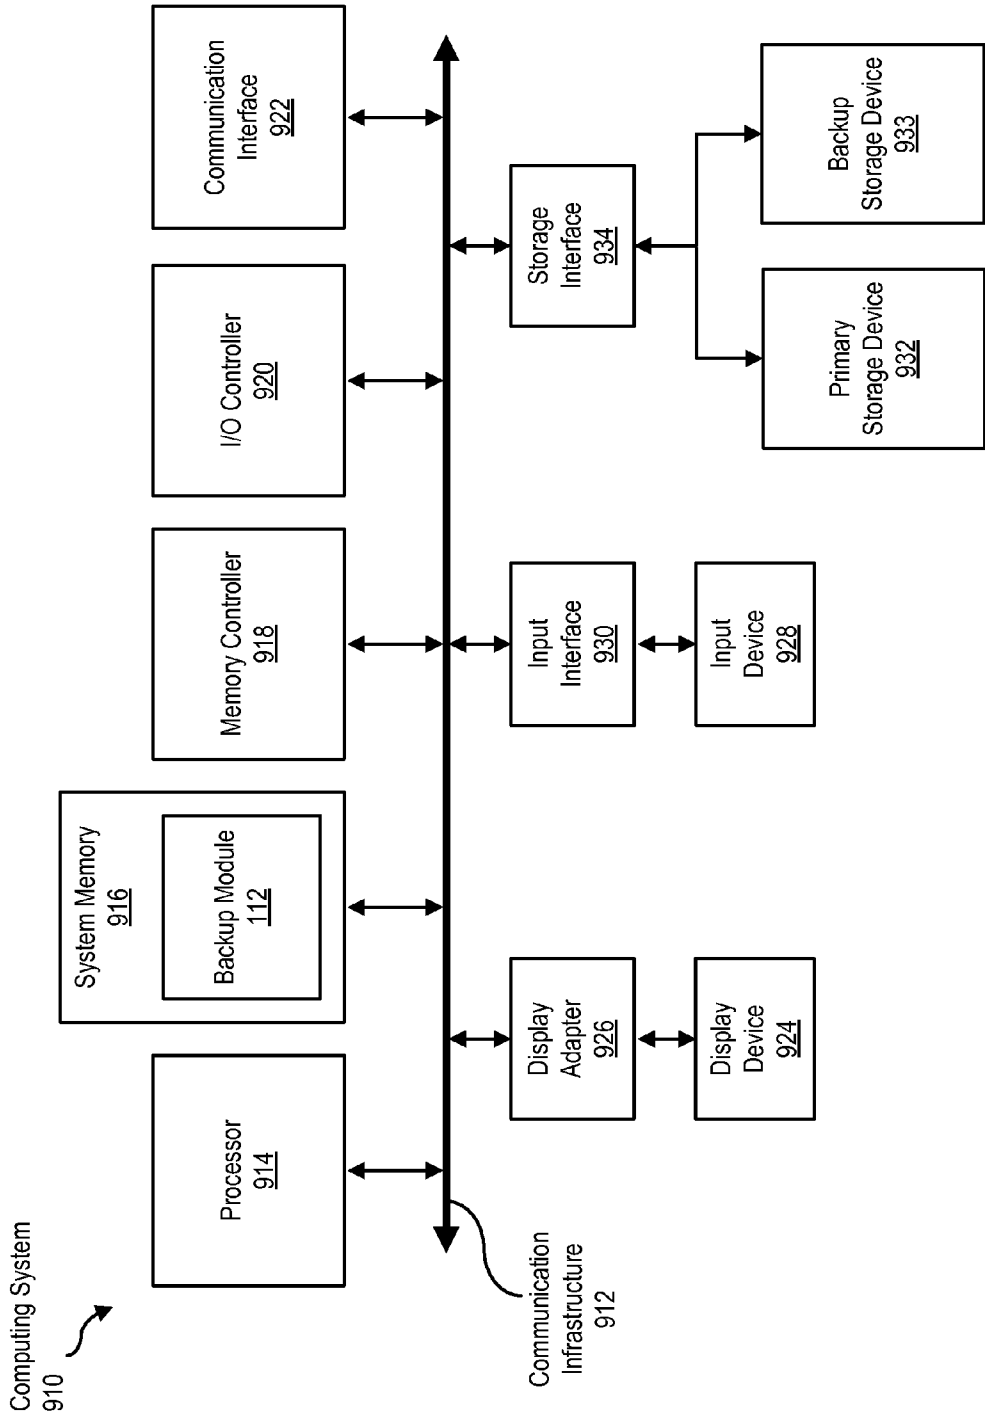 Computing System
910
Processor
914
System Memory
916
Backup Module
112
Memory Controller
918
I/O Controller
920
Communication
Interface
922
Communication
Infrastructure
912
Display
Adapter
926
Input
Interface
930
Storage
Interface
934
Display
Device
924
Input
Device
928
Primary
Storage Device
932
Backup
Storage Device
933